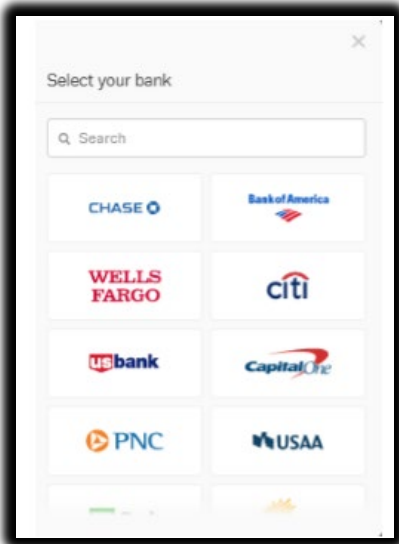 Select your bank
Search
CHASE
Bank of America
WELLS
FARGO
citi
usbank
Capital One
PNC
USAA